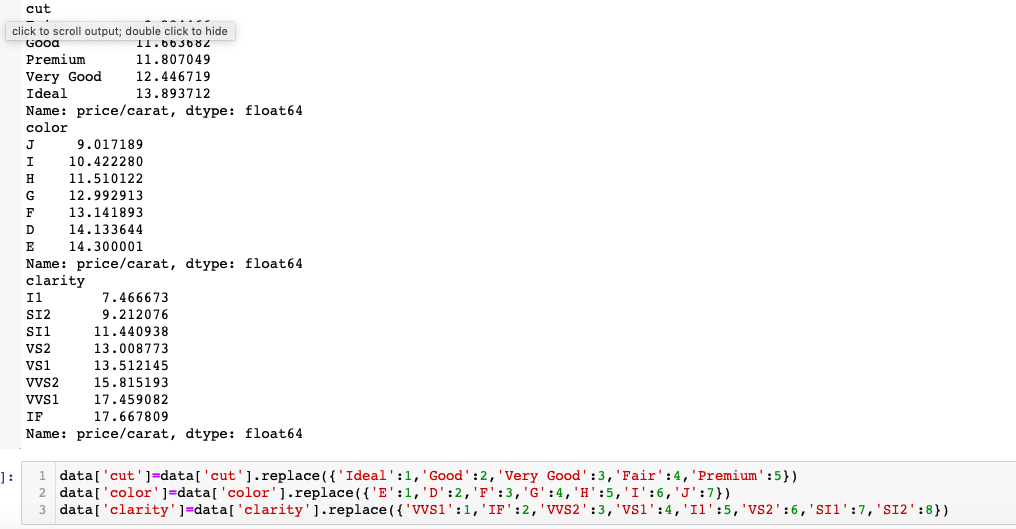 cut
click to scroll output; double click to hide
Good       11.663682
Premium      11.807049
Very Good    12.446719
Ideal        13.893712
Name: price/carat, dtype: float64
color
J     9.017189
I    10.422280
H    11.510122
G    12.992913
F    13.141893
D    14.133644
E    14.300001
Name: price/carat, dtype: float64
clarity
I1       7.466673
SI2      9.212076
SI1     11.440938
VS2     13.008773
VS1     13.512145
VVS2    15.815193
VVS1    17.459082
IF      17.667809
Name: price/carat, dtype: float64
]: 1 data['cut']=data['cut'].replace({'Ideal':1,'Good':2,'Very Good':3,'Fair':4,'Premium':5})
2 data['color']=data['color'].replace({'E':1,'D':2,'F':3,'G':4,'H':5,'I':6,'J':7})
3 data['clarity']=data['clarity'].replace({'VVS1':1,'IF':2,'VVS2':3,'VS1':4,'I1':5,'VS2':6,'SI1':7,'SI2':8})